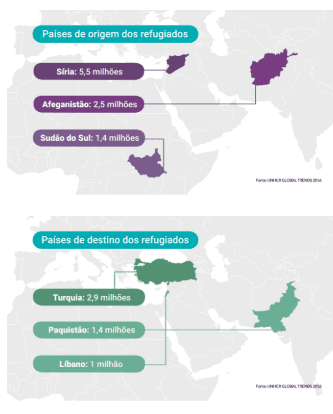 Países de origem dos refugiados
Síria: 5,5 milhões
Afeganistão: 2,5 milhões
Sudão do Sul: 1,4 milhões
Fonte: UNHCR GLOBAL TRENDS 2016
Países de destino dos refugiados
Turquia: 2,9 milhões
Paquistão: 1,4 milhões
Líbano: 1 milhão
Fonte: UNHCR GLOBAL TRENDS 2016